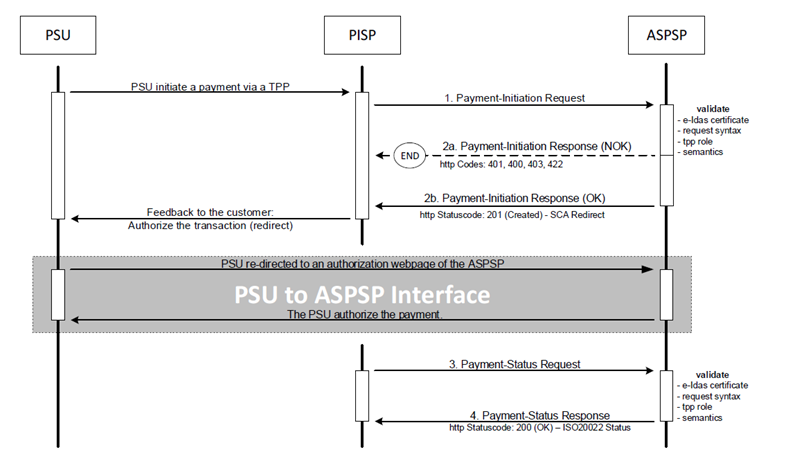 PSU
PISP
ASPSP
PSU initiate a payment via a TPP
1. Payment-Initiation Request
validate
- e-Idas certificate
- request syntax
- tpp role
- semantics
2a. Payment-Initiation Response (NOK)
END
http Codes: 401, 400, 403, 422
2b. Payment-Initiation Response (OK)
http Statuscode: 201 (Created) - SCA Redirect
Feedback to the customer:
Authorize the transaction (redirect)
PSU re-directed to an authorization webpage of the ASPSP
PSU to ASPSP Interface
The PSU authorize the payment.
3. Payment-Status Request
validate
- e-Idas certificate
- request syntax
- tpp role
- semantics
4. Payment-Status Response
http Statuscode: 200 (OK) – ISO20022 Status